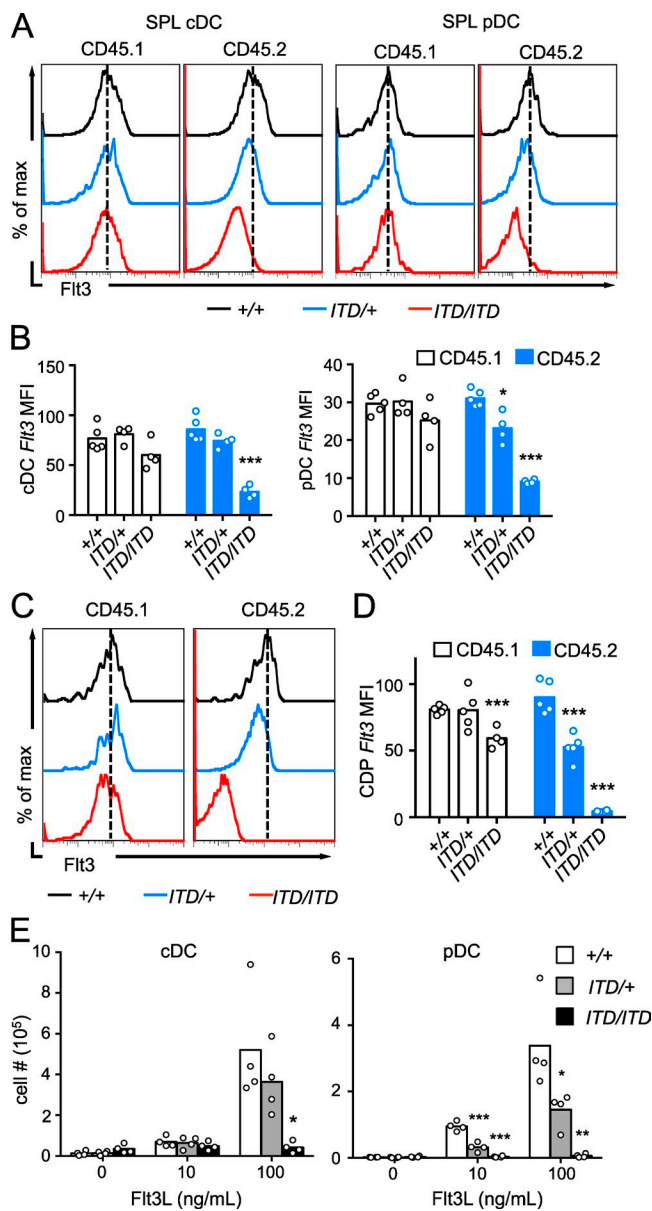 A
SPL cDC
SPL pDC
CD45.1
CD45.2
CD45.1
CD45.2
% of max
Flt3
+/+
ITD/+
ITD/ITD
B
CD45.1
CD45.2
cDC Flt3 MFI
150
100
50
0
***
+/+
ITD/+
ITD/ITD
+/+
ITD/+
ITD/ITD
pDC Flt3 MFI
40
30
20
10
0
*
***
+/+
ITD/+
ITD/ITD
+/+
ITD/+
ITD/ITD
C
CD45.1
CD45.2
% of max
Flt3
+/+
ITD/+
ITD/ITD
D
CD45.1
CD45.2
CDP Flt3 MFI
100
50
0
***
***
***
+/+
ITD/+
ITD/ITD
+/+
ITD/+
ITD/ITD
E
cDC
cell # (10⁵)
10
8
6
4
2
0
*
0
10
100
Flt3L (ng/mL)
pDC
+/+
ITD/+
ITD/ITD
6
4
2
0
***
***
*
**
0
10
100
Flt3L (ng/mL)